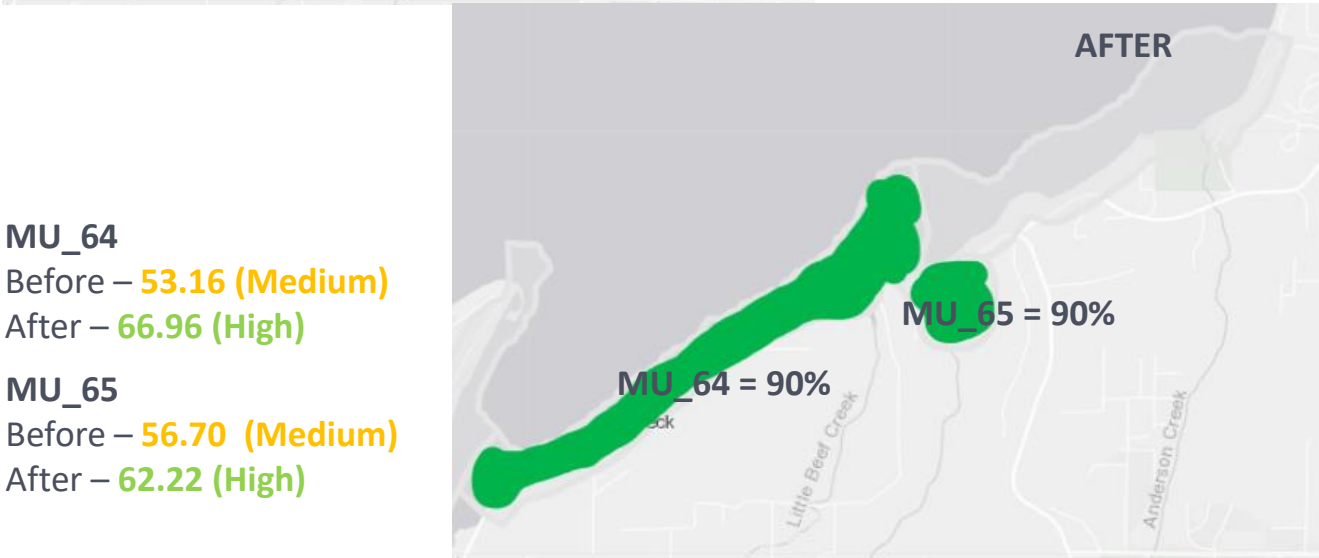 AFTER
MU_64
Before – 53.16 (Medium)
After – 66.96 (High)
MU_65
Before – 56.70 (Medium)
After – 62.22 (High)
MU_65 = 90%
MU_64 = 90%
Little Beef Creek
Anderson Creek